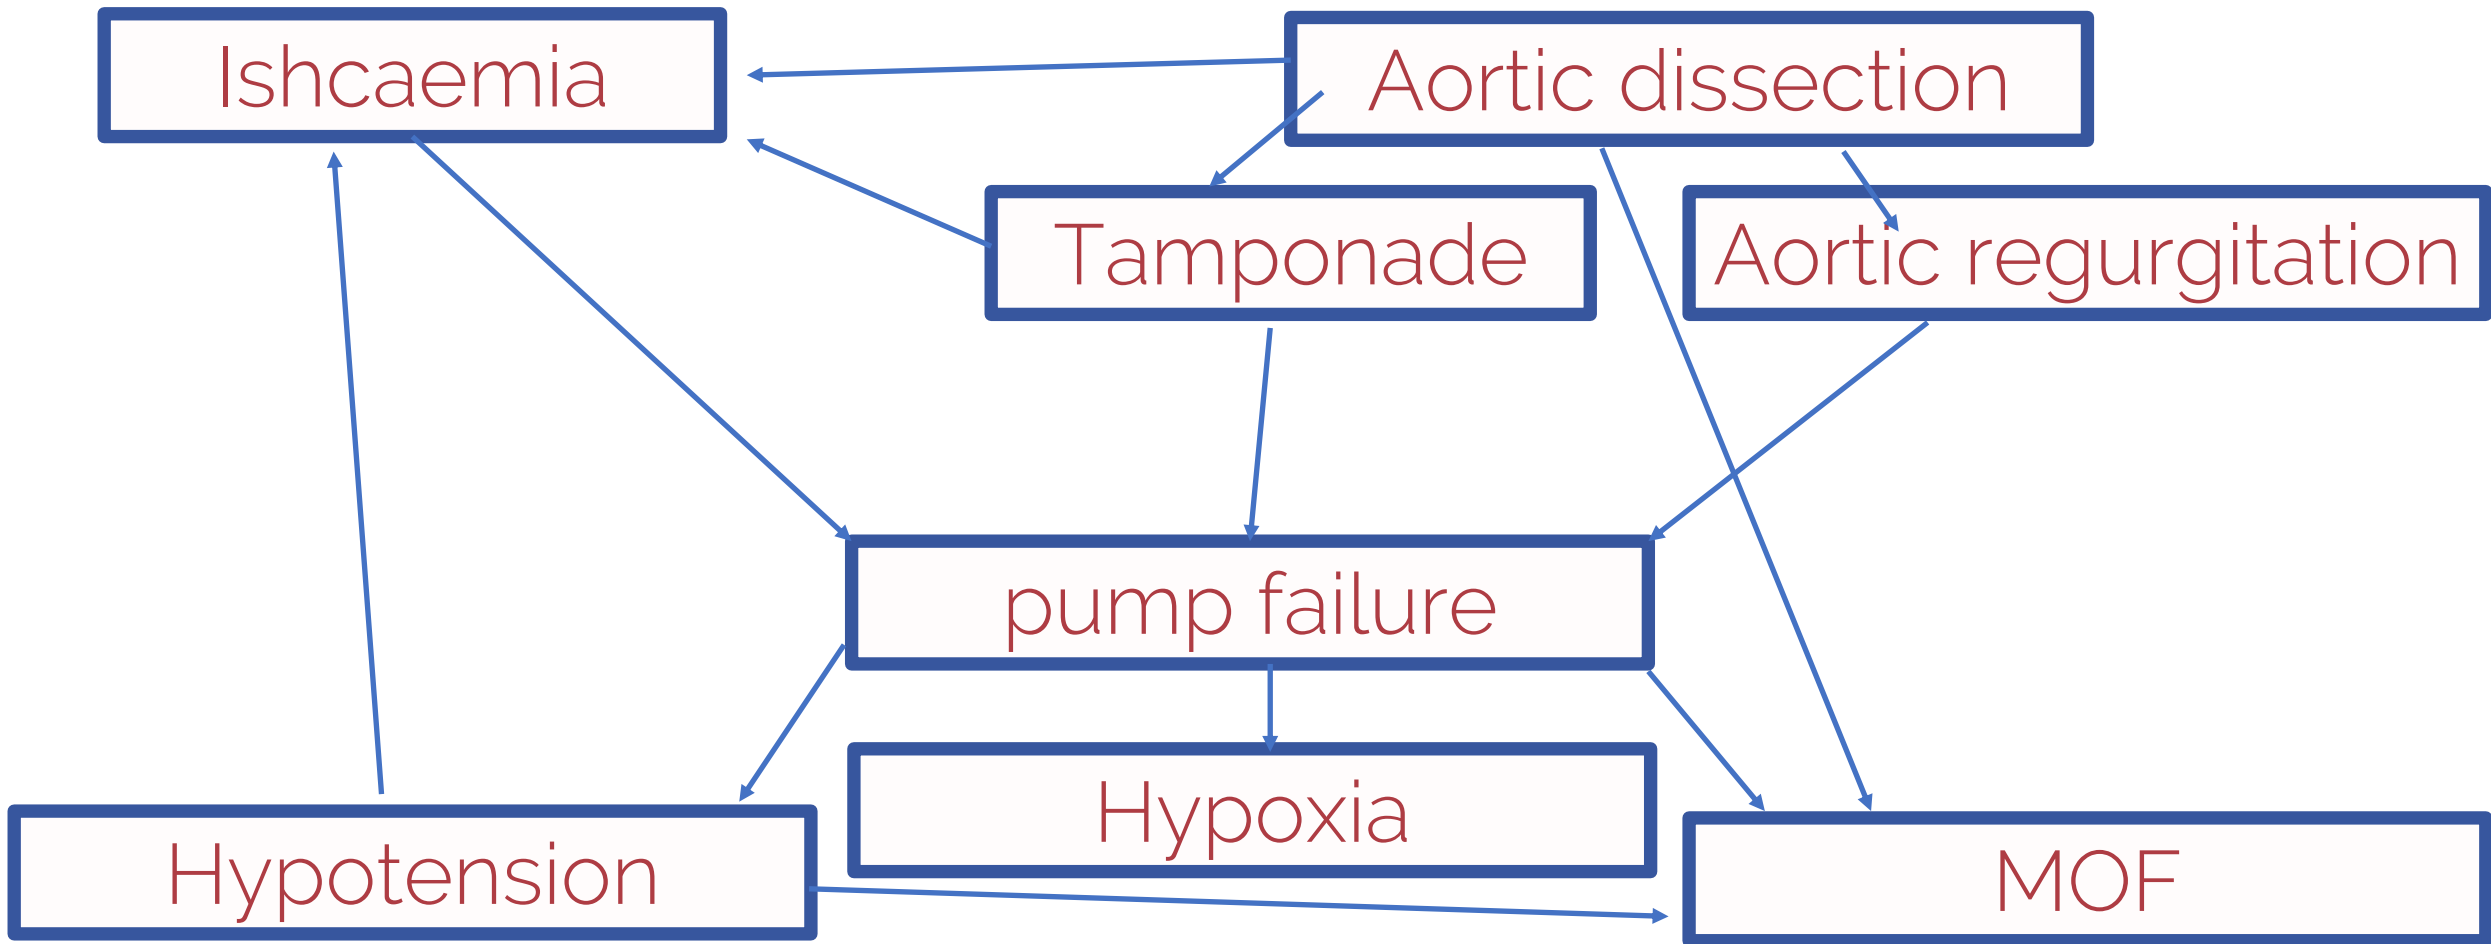 Ishcaemia
Aortic dissection
Tamponade
Aortic regurgitation
pump failure
Hypoxia
Hypotension
MOF